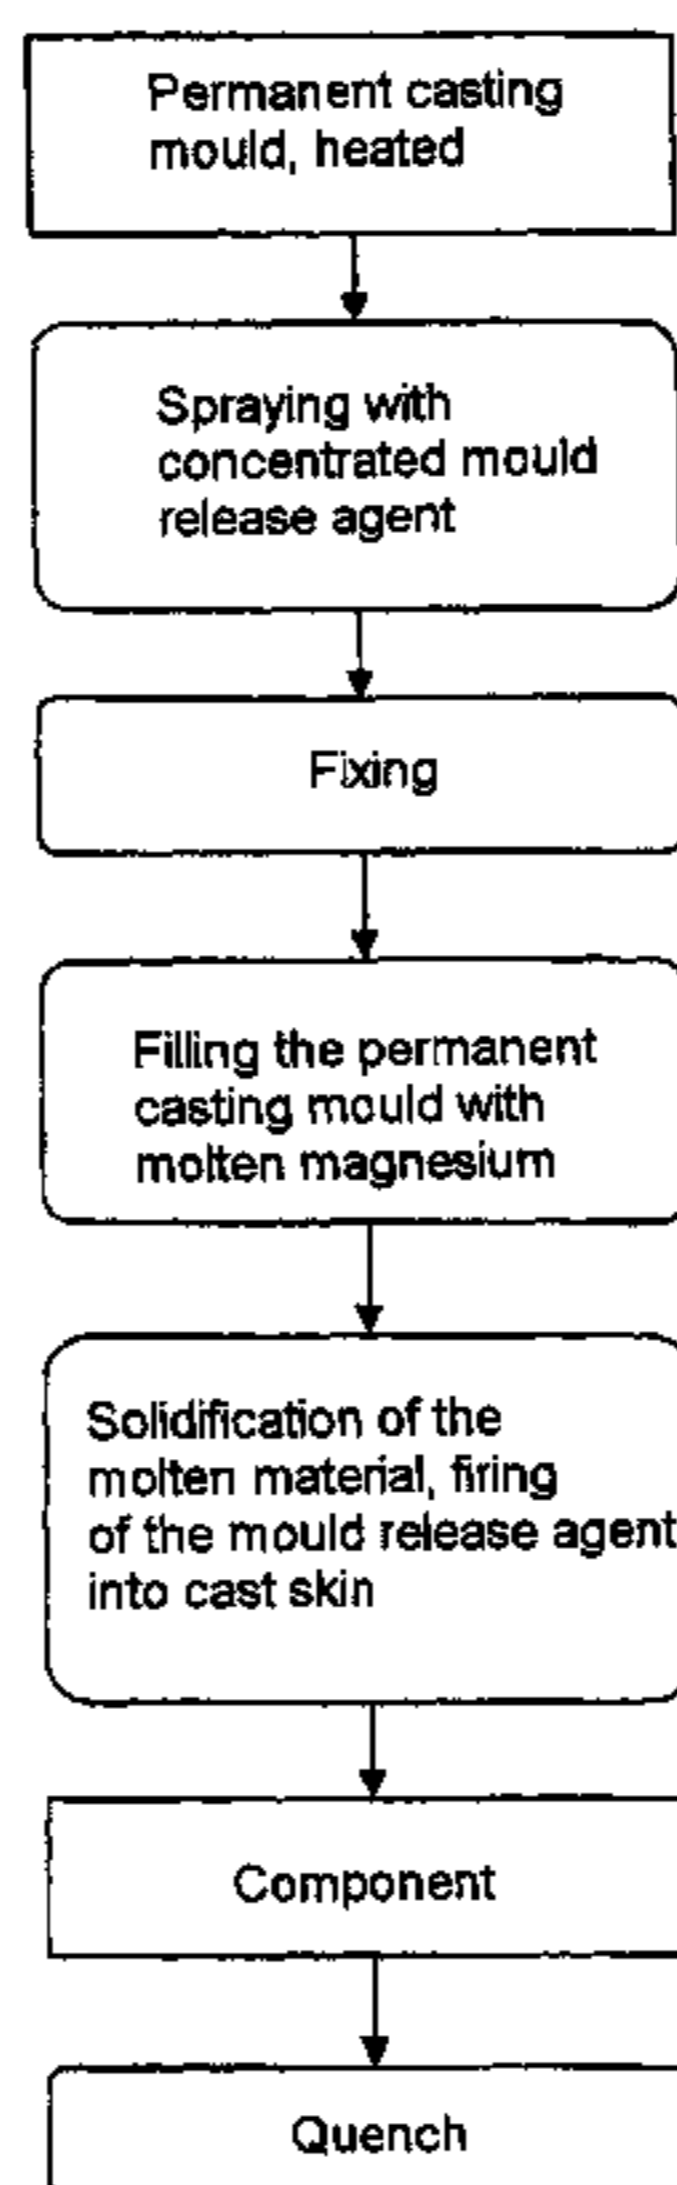 Permanent casting
mould, heated
Spraying with
concentrated mould
release agent
Fixing
Filling the permanent
casting mould with
molten magnesium
Solidification of the
molten material, firing
of the mould release agent
into cast skin
Component
Quench